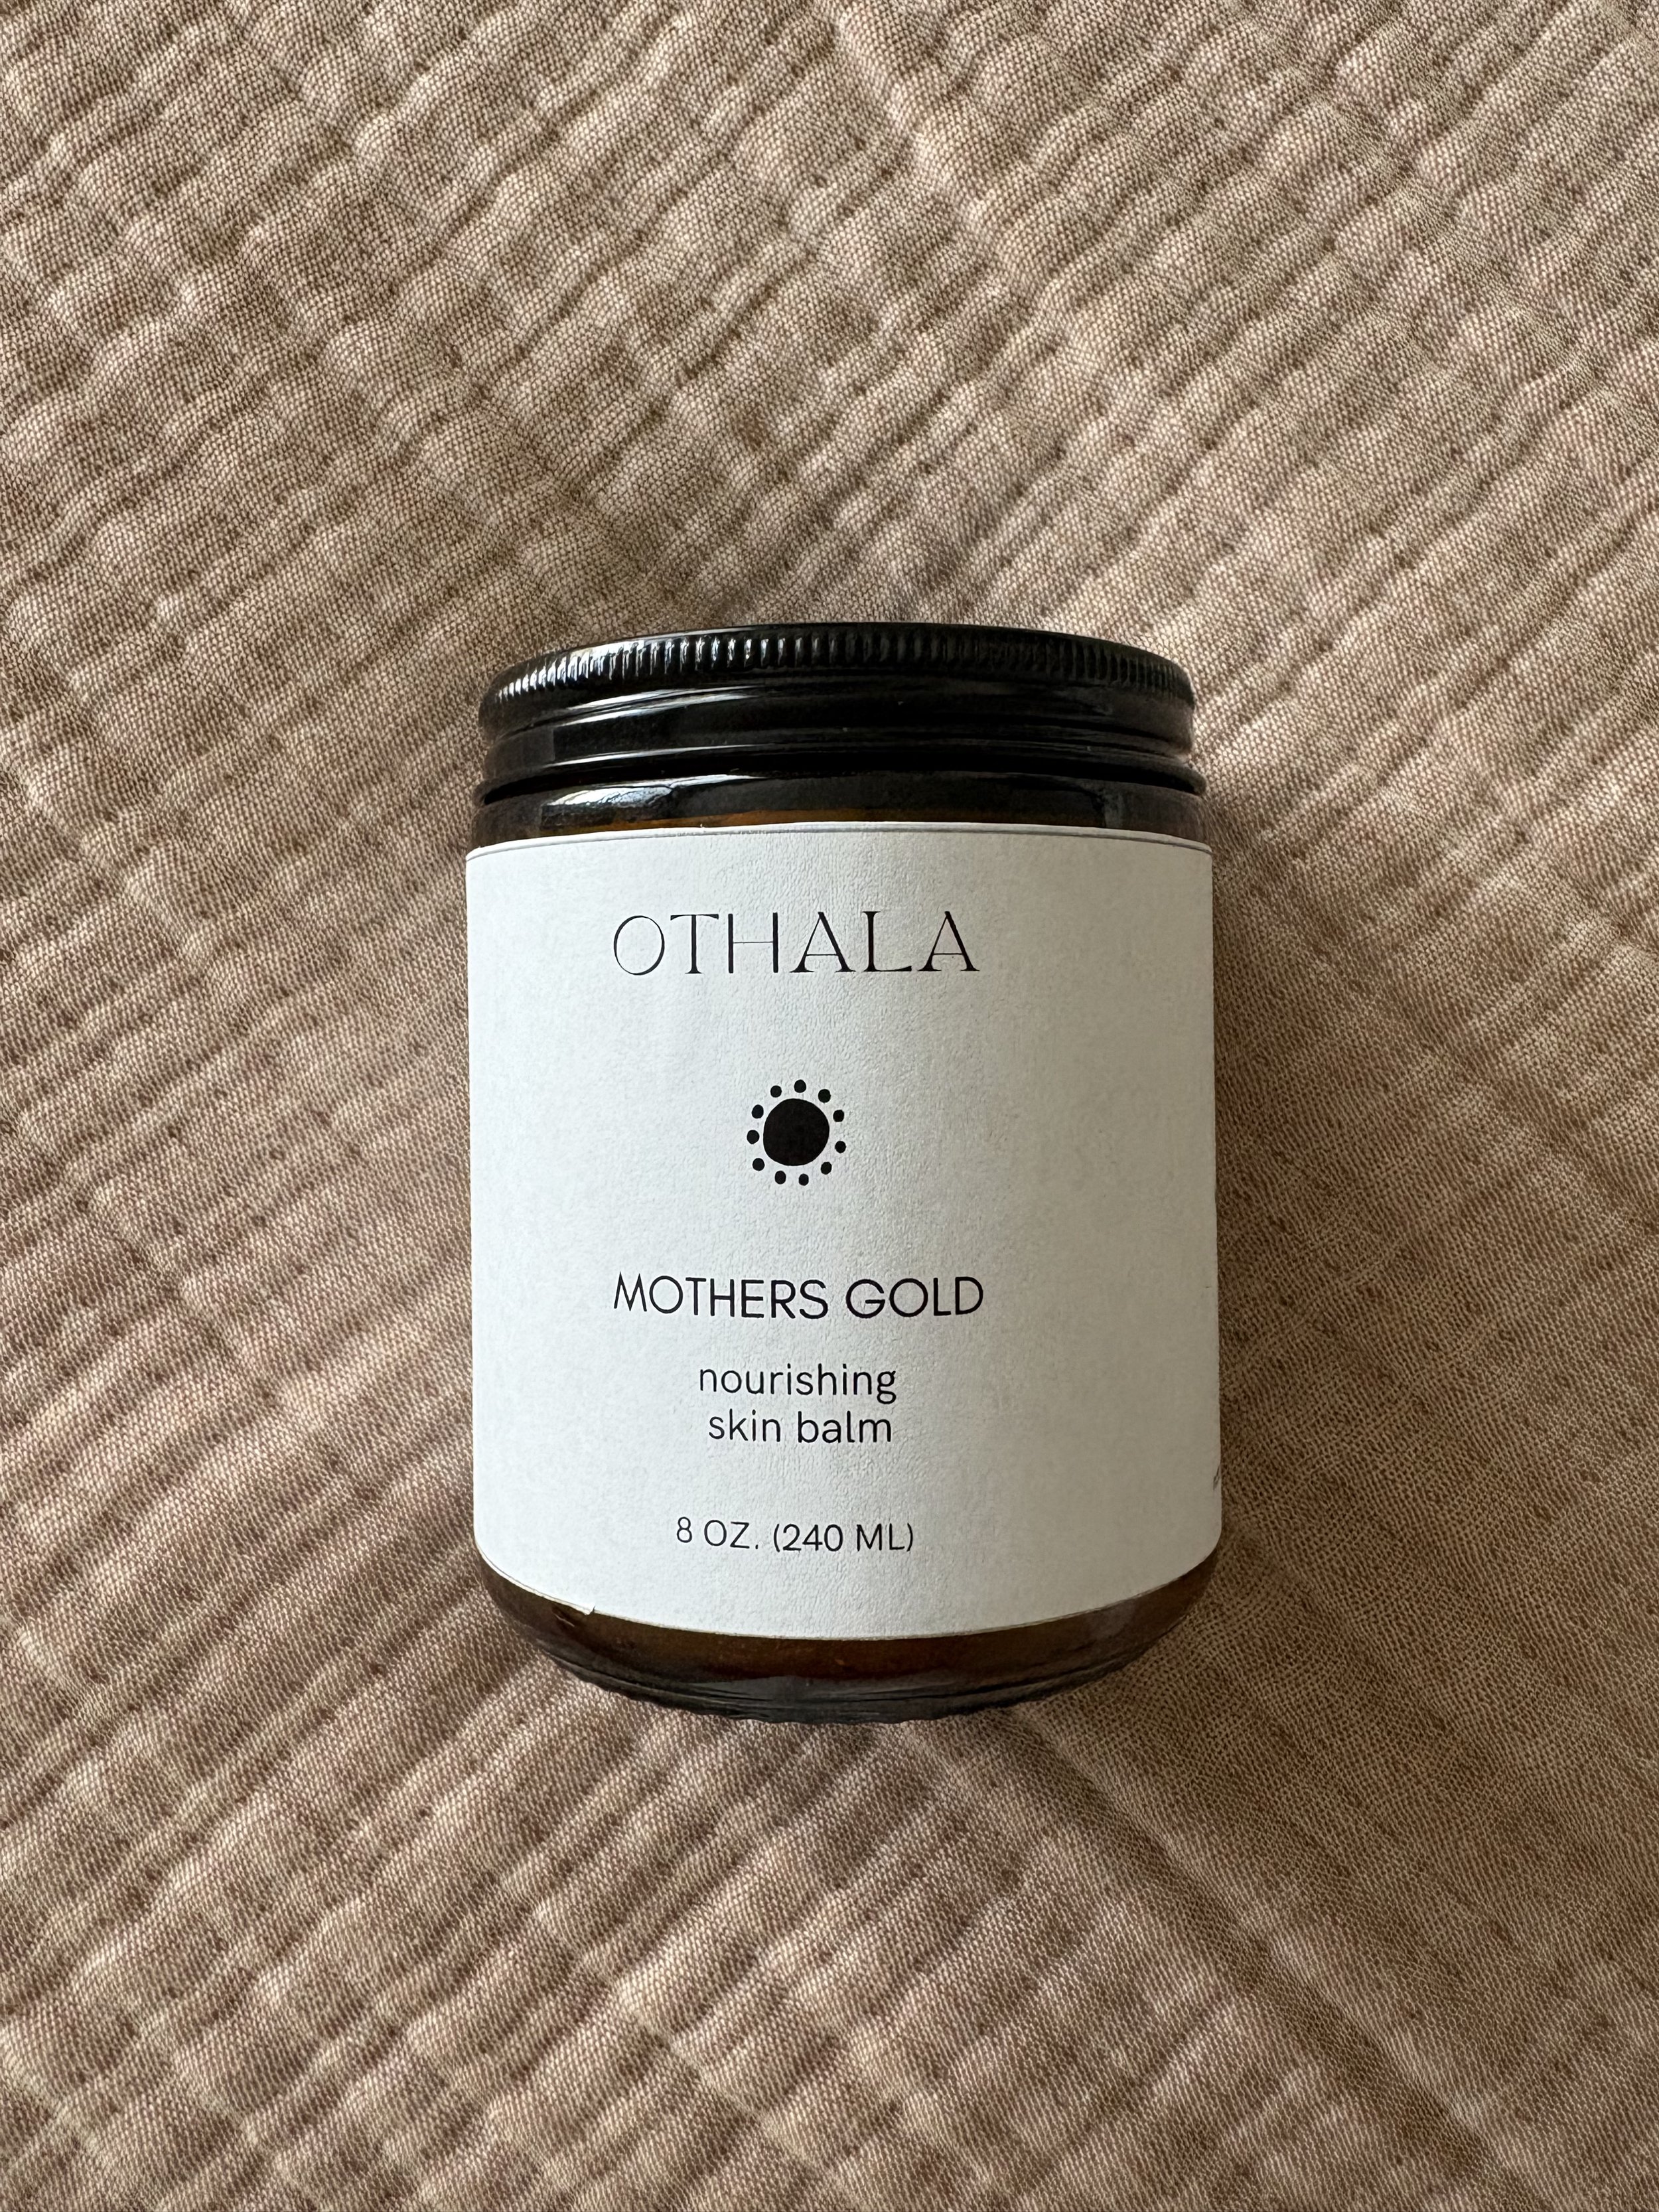 OTHALA
MOTHERS GOLD
nourishing
skin balm
8 OZ. (240 ML)